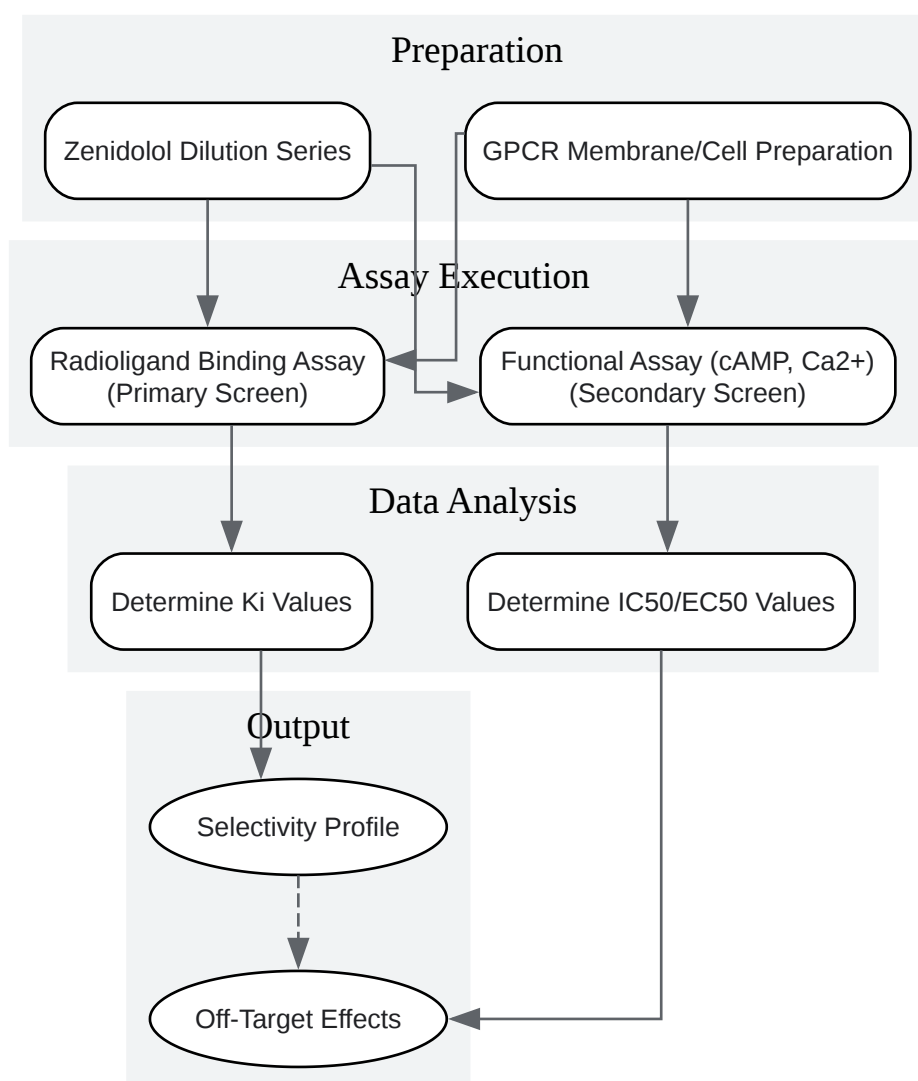 Preparation
Zenidolol Dilution Series
GPCR Membrane/Cell Preparation
Assay Execution
Radioligand Binding Assay
(Primary Screen)
Functional Assay (cAMP, Ca2+)
(Secondary Screen)
Data Analysis
Determine Ki Values
Determine IC50/EC50 Values
Output
Selectivity Profile
Off-Target Effects